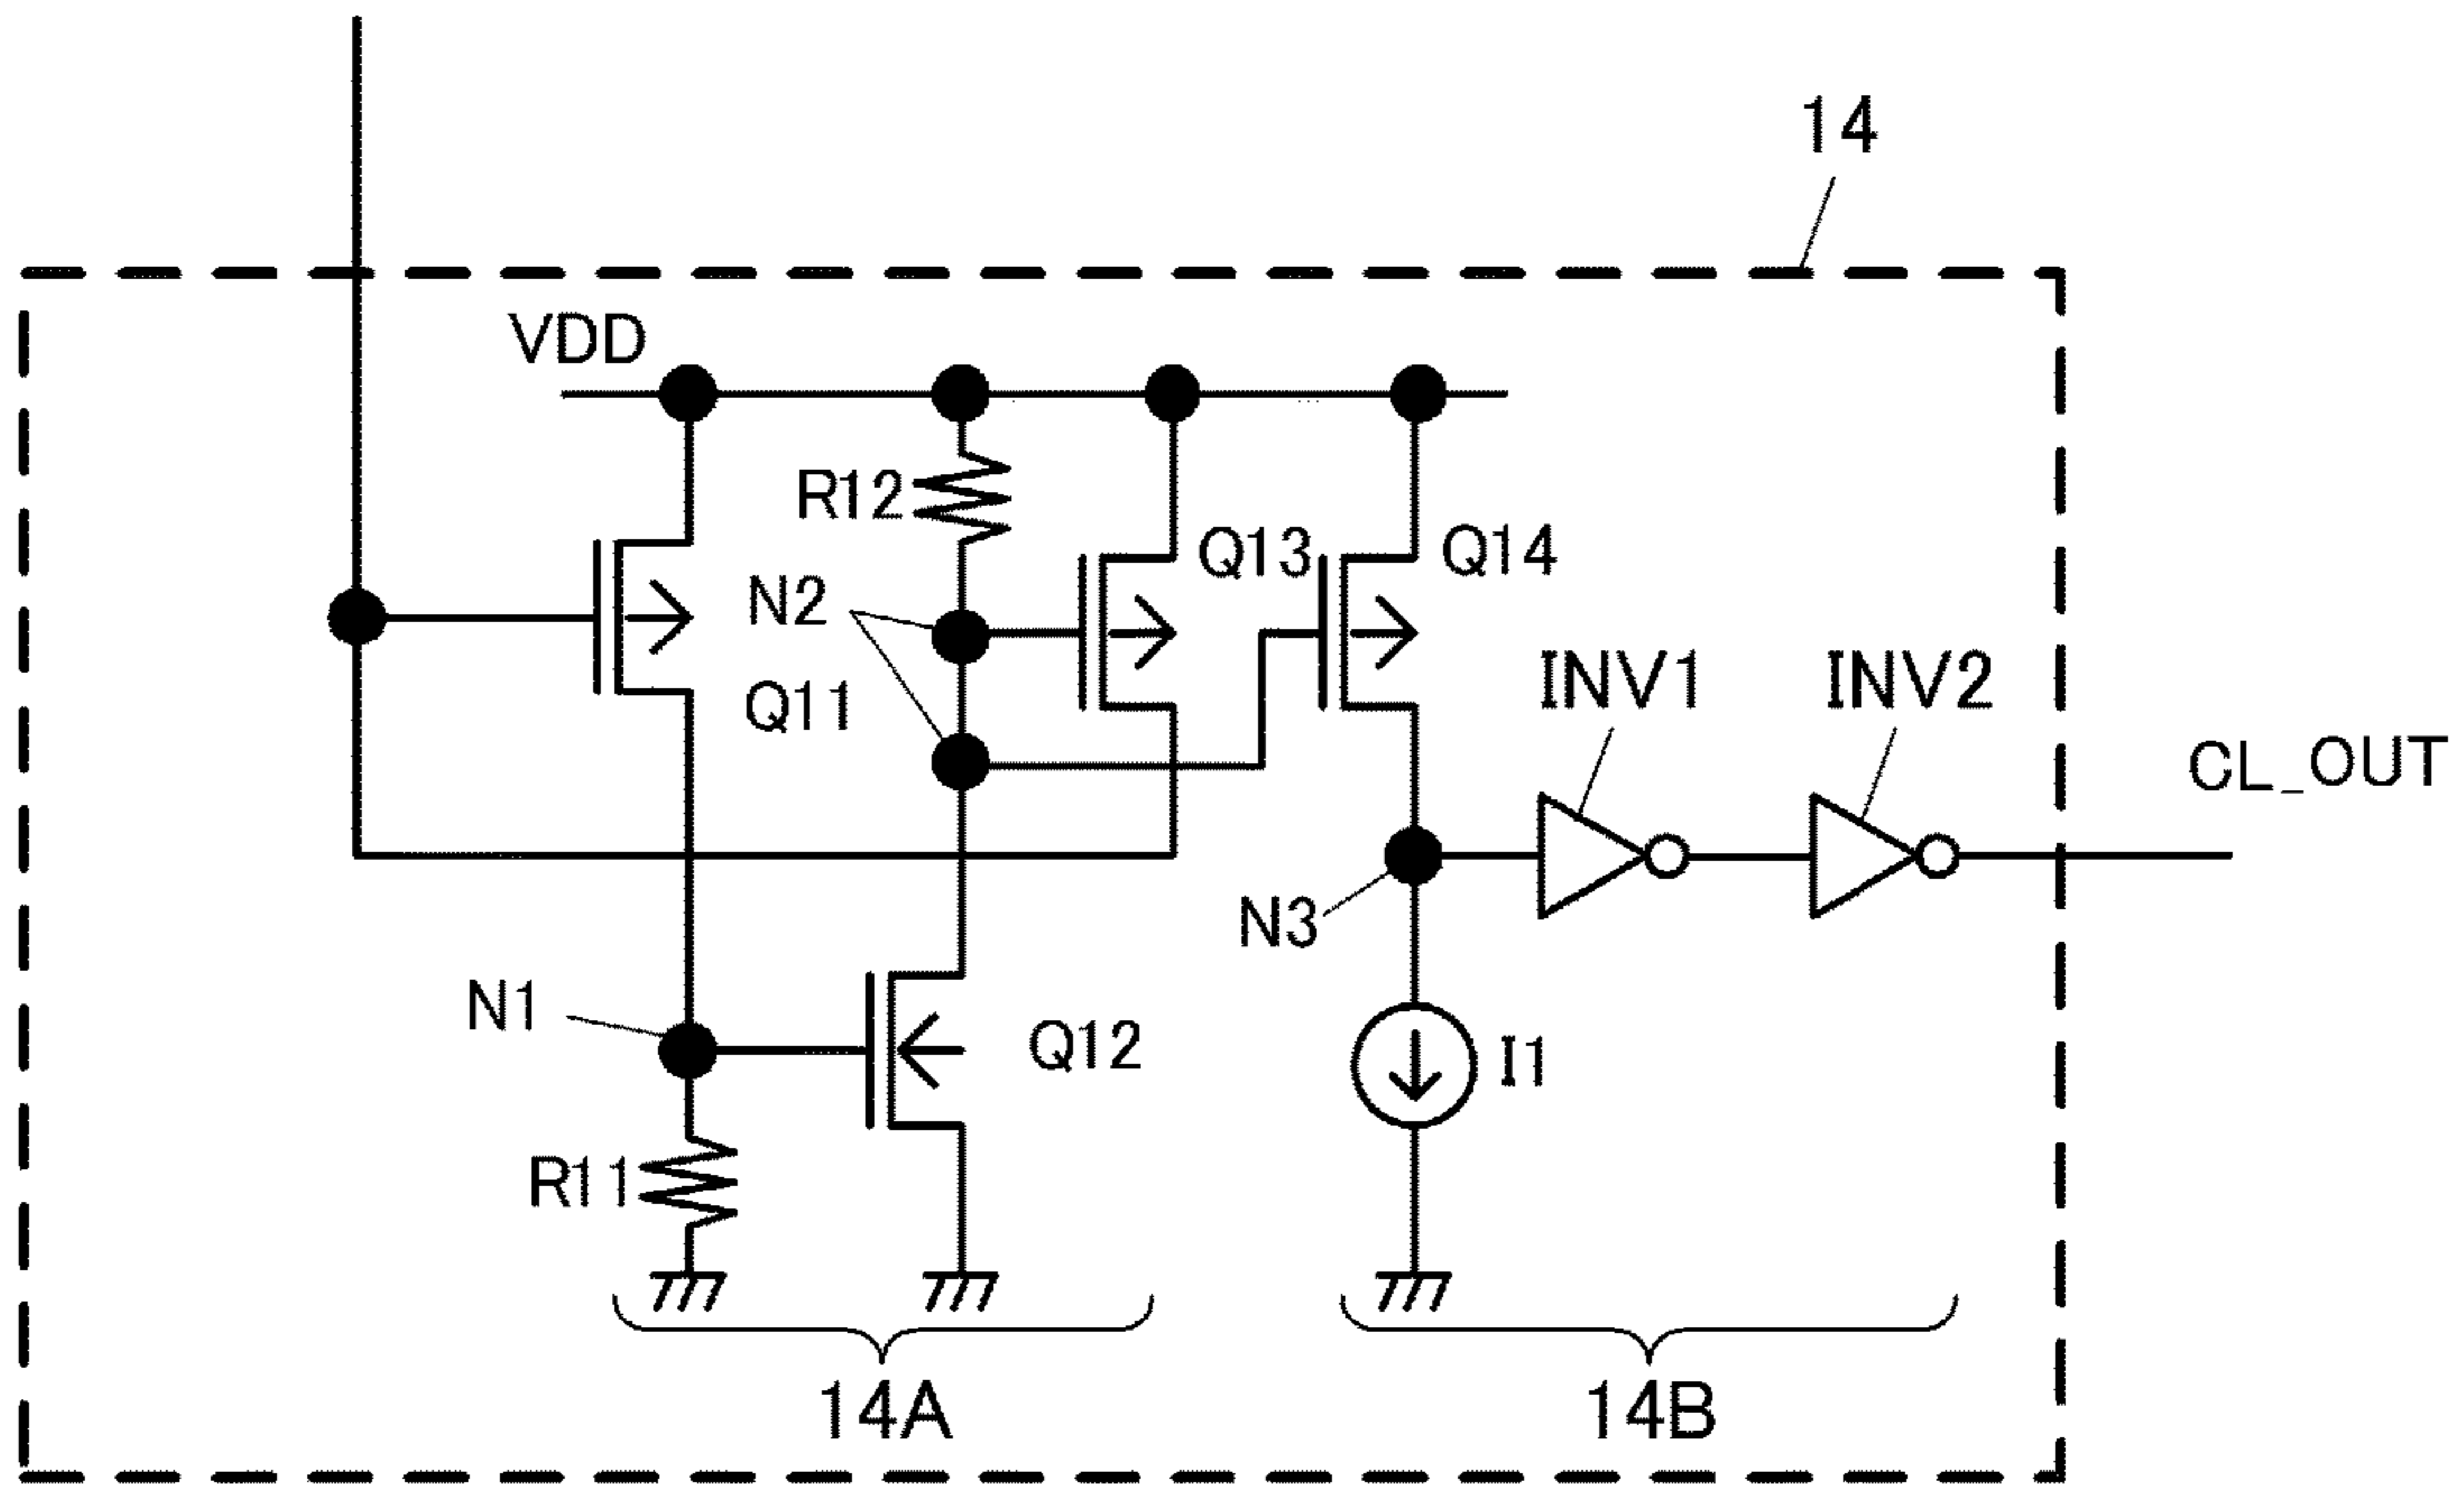 14
VDD
R12
Q13
Q14
N2
Q11
INV1
INV2
CL_OUT
N3
N1
Q12
I1
R11
14A
14B